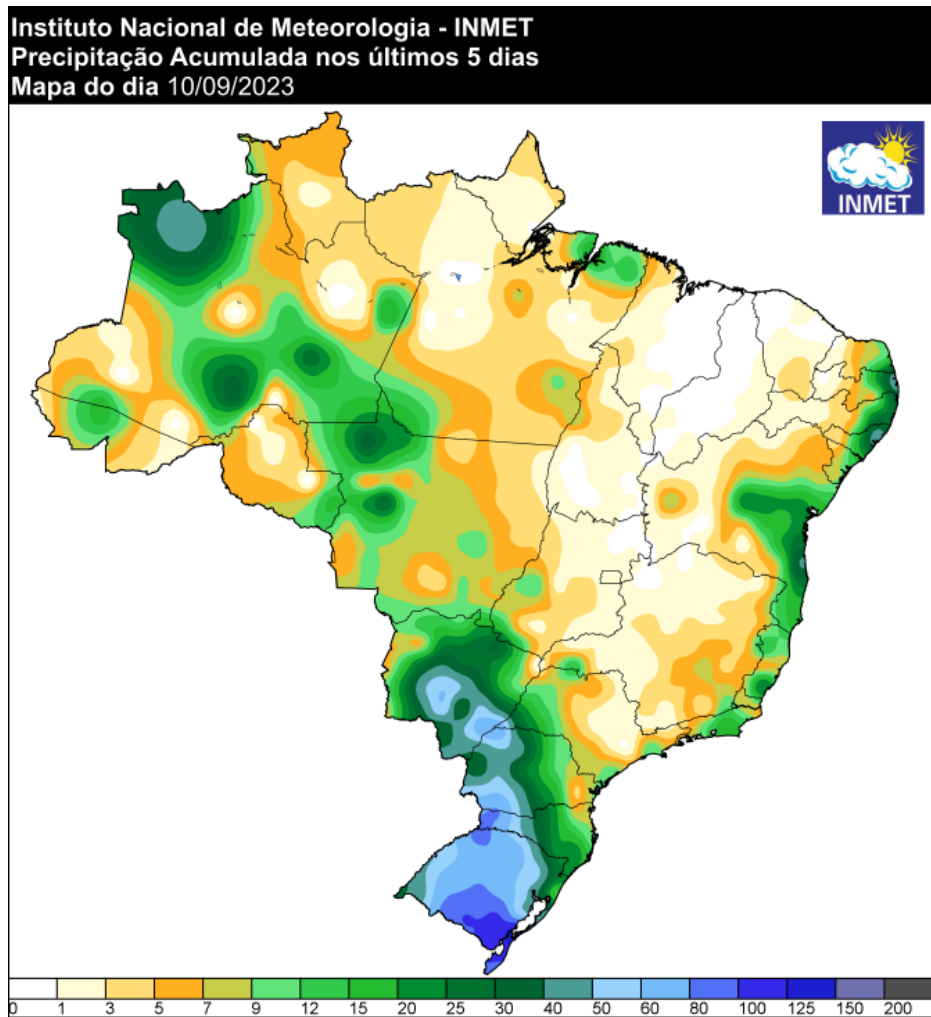 Instituto Nacional de Meteorologia - INMET
Precipitação Acumulada nos últimos 5 dias
Mapa do dia 10/09/2023
INMET
0 1 3 5 7 9 12 15 20 25 30 40 50 60 80 100 125 150 200